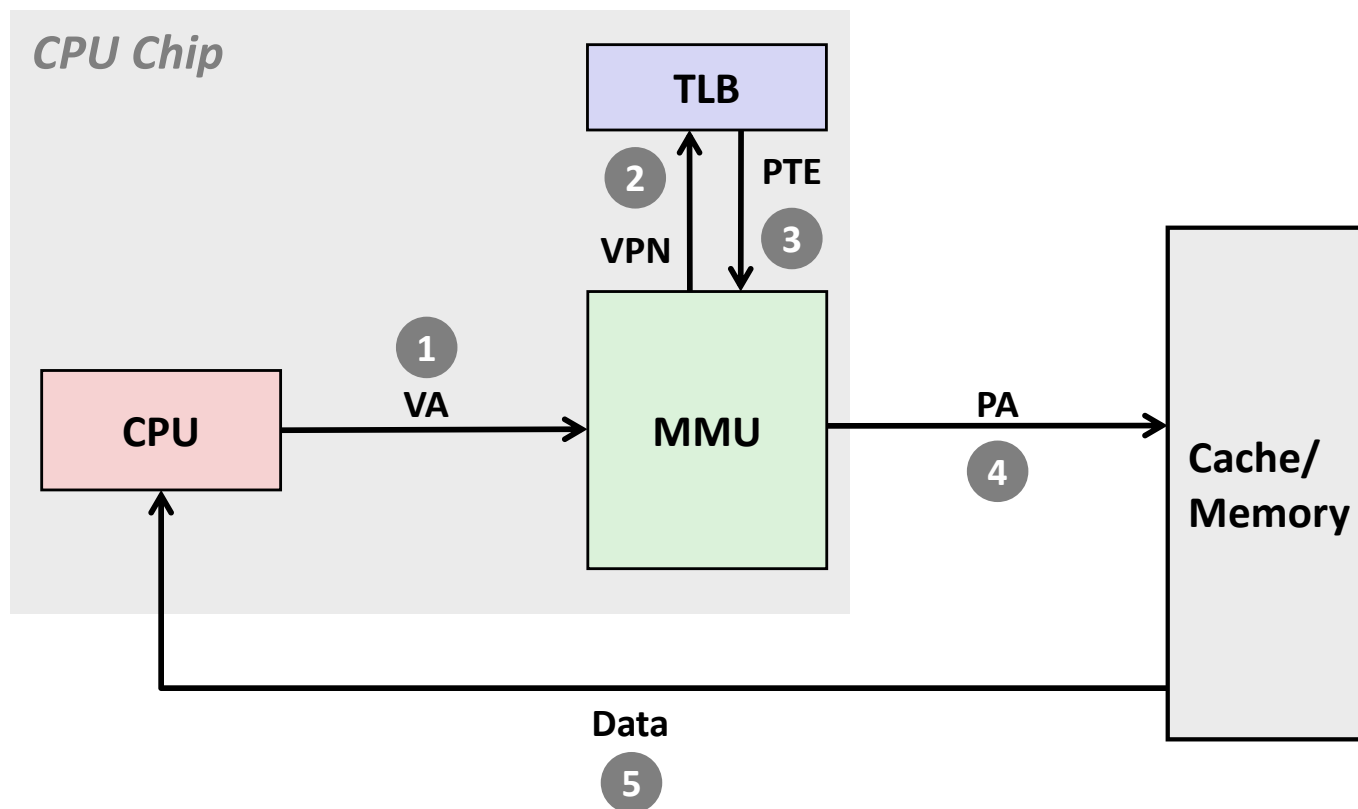 CPU Chip
TLB
2
PTE
VPN
3
1
VA
CPU
MMU
PA
4
Cache/
Memory
Data
5